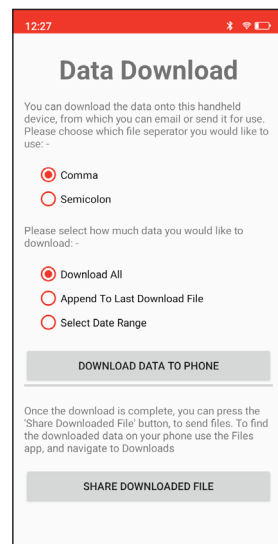 12:27
Data Download
You can download the data onto this handheld
device, from which you can email or send it for use.
Please choose which file seperator you would like to
use: -
Comma
Semicolon
Please select how much data you would like to
download: -
Download All
Append To Last Download File
Select Date Range
DOWNLOAD DATA TO PHONE
Once the download is complete, you can press the
'Share Downloaded File' button, to send files. To find
the downloaded data on your phone use the Files
app, and navigate to Downloads
SHARE DOWNLOADED FILE